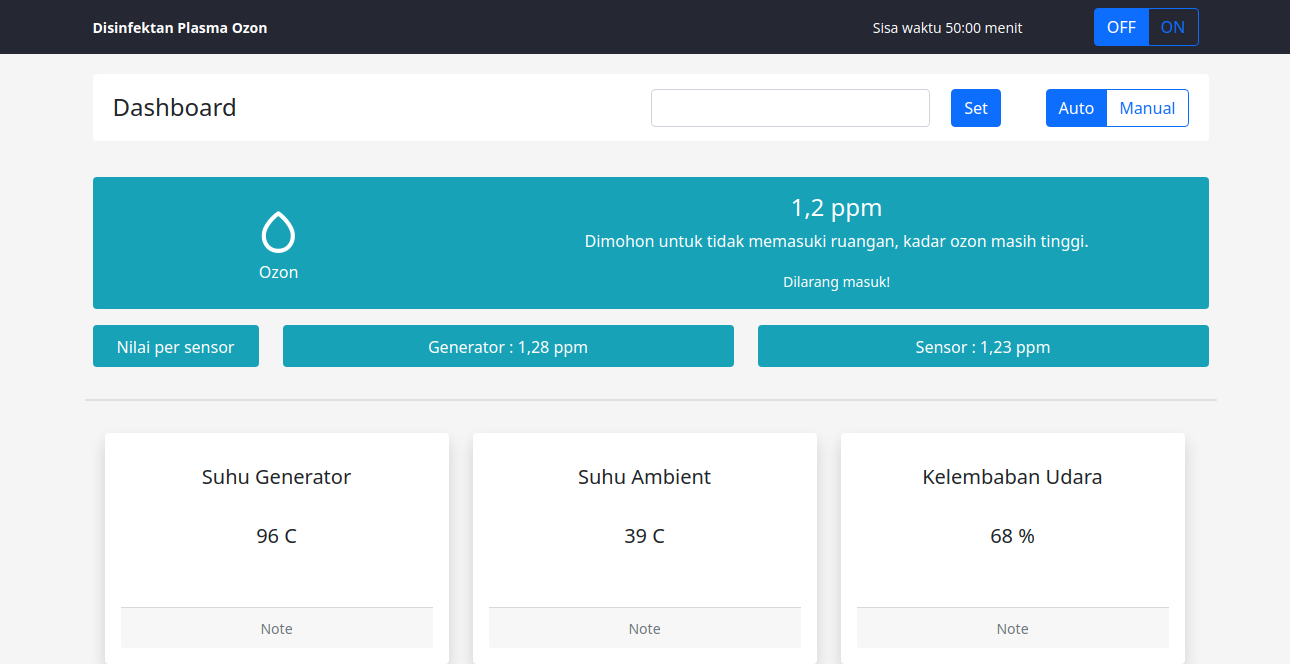 Disinfektan Plasma Ozon
Sisa waktu 50:00 menit
OFF
ON
Dashboard
Set
Auto
Manual
Ozon
1,2 ppm
Dimohon untuk tidak memasuki ruangan, kadar ozon masih tinggi.
Dilarang masuk!
Nilai per sensor
Generator : 1,28 ppm
Sensor : 1,23 ppm
Suhu Generator
96 C
Note
Suhu Ambient
39 C
Note
Kelembaban Udara
68 %
Note